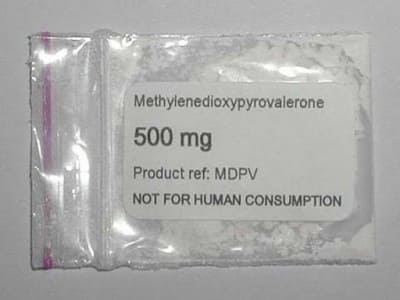 Methylenedioxypyrovalerone
500 mg
Product ref: MDPV
NOT FOR HUMAN CONSUMPTION